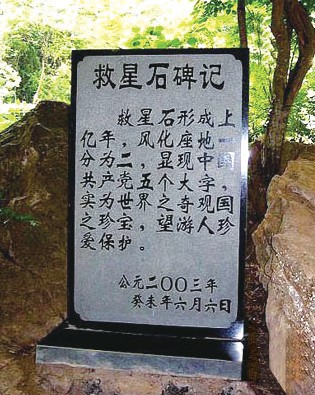 救星石碑记
救星石形成上
亿年，风化座地一
分为二，显现中国
共产党五个大字，
实为世界之奇观国
之珍宝，望游人珍
爱保护。
公元二〇〇三年
癸未年六月六日